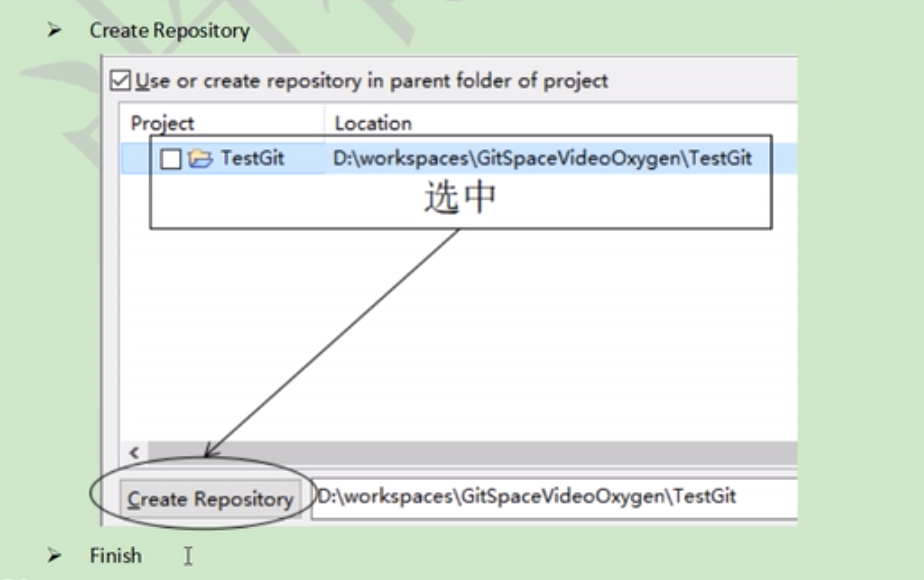 Create Repository
Use or create repository in parent folder of project
Project Location
TestGit D:\workspaces\GitSpaceVideoOxygen\TestGit
选中
Create Repository D:\workspaces\GitSpaceVideoOxygen\TestGit
Finish